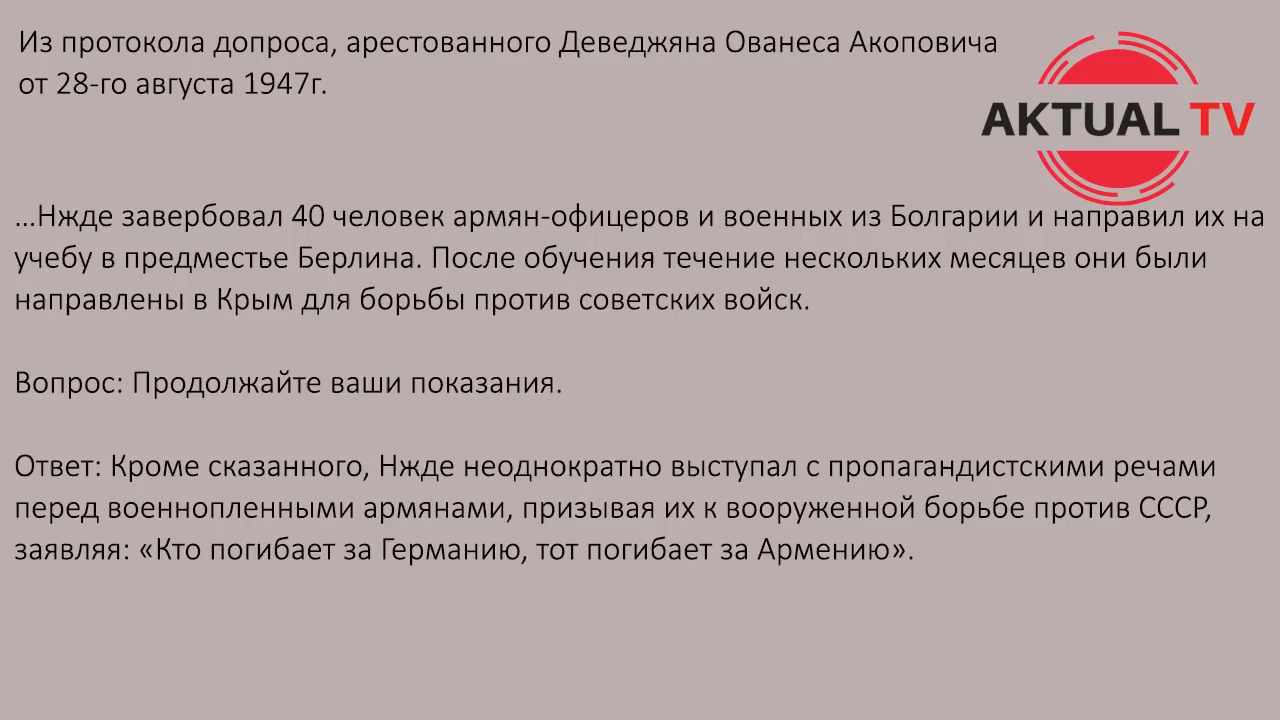 Из протокола допроса, арестованного Деведжяна Ованеса Акоповича
от 28-го августа 1947г.
AKTUAL TV
...Нжде завербовал 40 человек армян-офицеров и военных из Болгарии и направил их на
учебу в предместье Берлина. После обучения течение нескольких месяцев они были
направлены в Крым для борьбы против советских войск.
Вопрос: Продолжайте ваши показания.
Ответ: Кроме сказанного, Нжде неоднократно выступал с пропагандистскими речами
перед военнопленными армянами, призывая их к вооруженной борьбе против СССР,
заявляя: «Кто погибает за Германию, тот погибает за Армению».